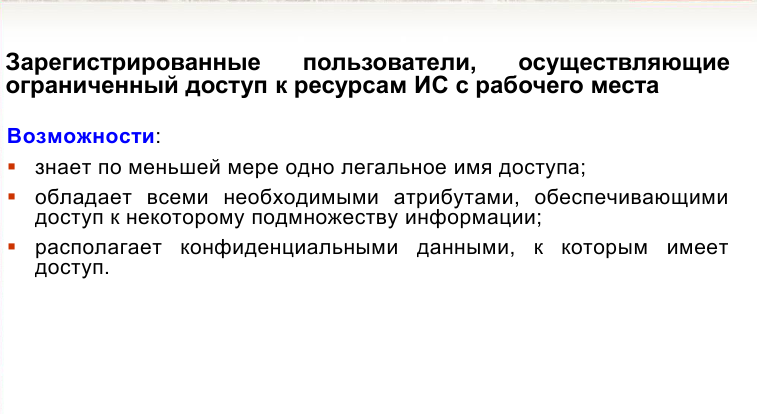 Зарегистрированные пользователи, осуществляющие
ограниченный доступ к ресурсам ИС с рабочего места
Возможности:
▪ знает по меньшей мере одно легальное имя доступа;
▪ обладает всеми необходимыми атрибутами, обеспечивающими
доступ к некоторому подмножеству информации;
▪ располагает конфиденциальными данными, к которым имеет
доступ.